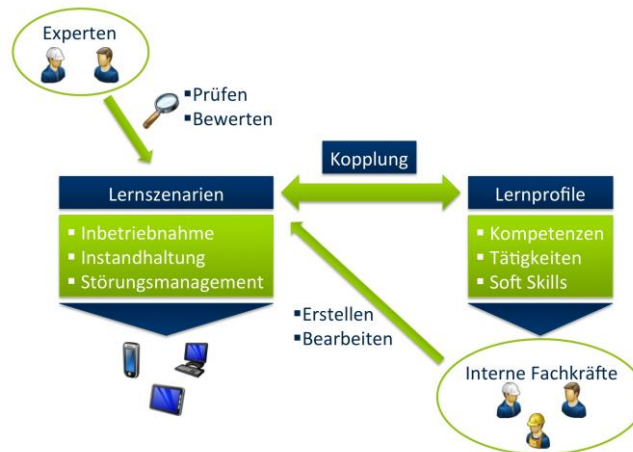 Experten
▪Prüfen
▪Bewerten
Kopplung
Lernszenarien
▪ Inbetriebnahme
▪ Instandhaltung
▪ Störungsmanagement
Lernprofile
▪ Kompetenzen
▪ Tätigkeiten
▪ Soft Skills
▪Erstellen
▪Bearbeiten
Interne Fachkräfte